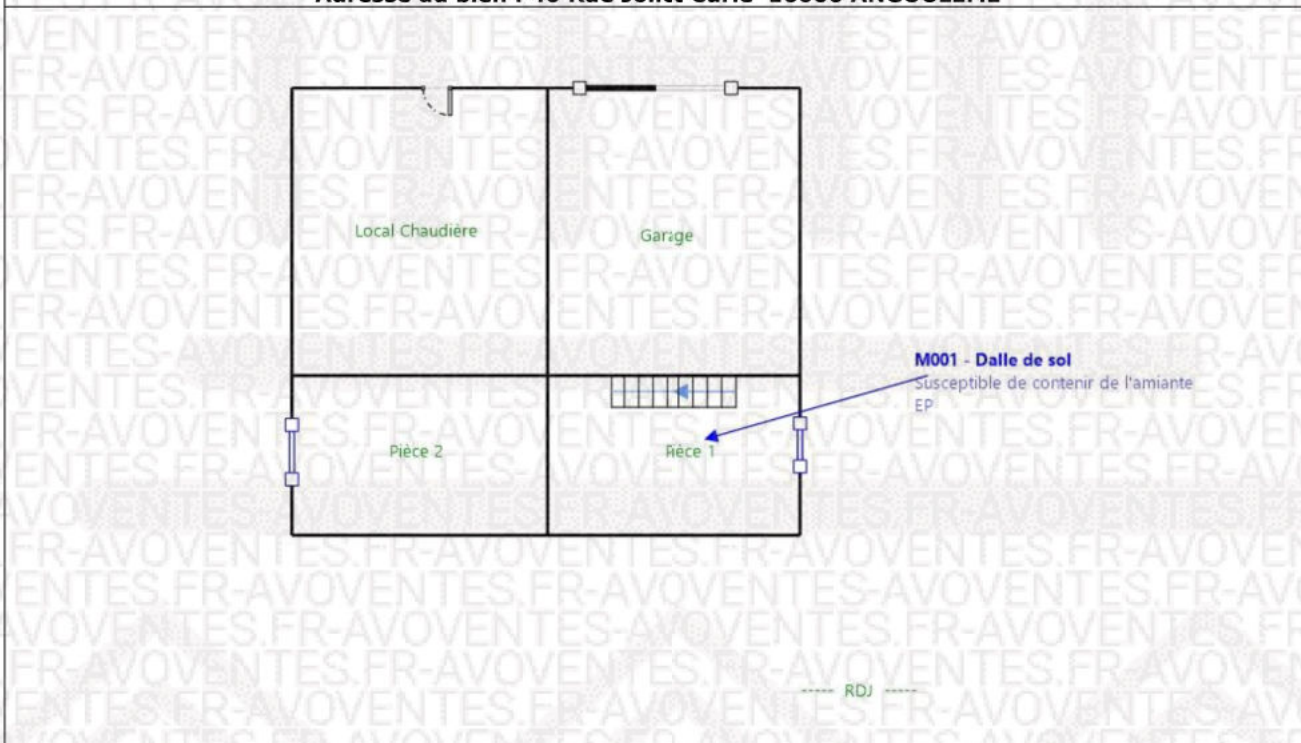 Local Chaudière
Garage
M001 - Dalle de sol
Susceptible de contenir de l'amiante
EP
Pièce 2
Pièce 1
----- RDJ -----